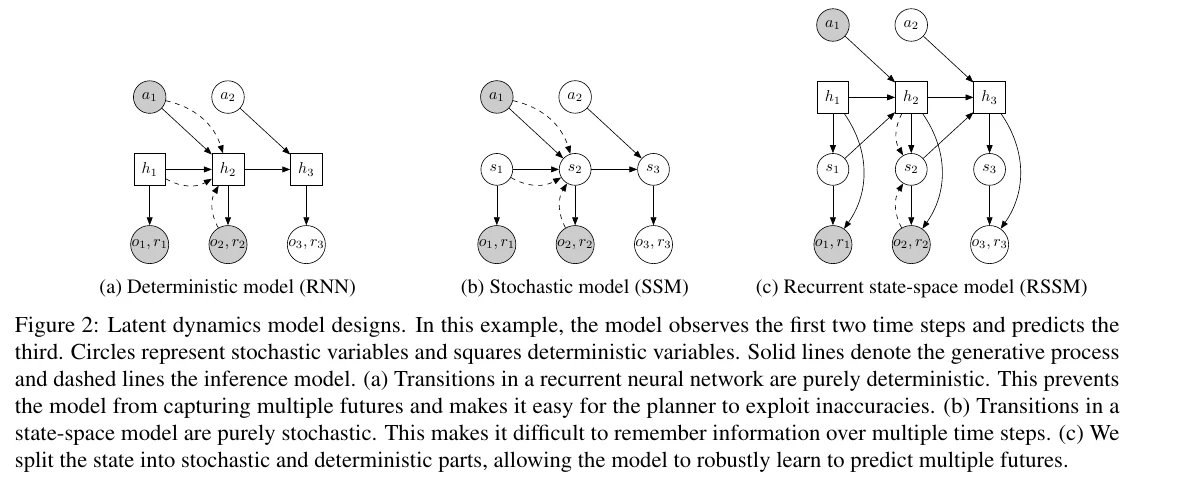 a1 a2
a1 a2 a1 a2
h1 h2 h3
h1 h2 h3 s1 s2 s3 s1 s2 s3
o1, r1 o2, r2 o3, r3 o1, r1 o2, r2 o3, r3 o1, r1 o2, r2 o3, r3
(a) Deterministic model (RNN) (b) Stochastic model (SSM) (c) Recurrent state-space model (RSSM)
Figure 2: Latent dynamics model designs. In this example, the model observes the first two time steps and predicts the
third. Circles represent stochastic variables and squares deterministic variables. Solid lines denote the generative process
and dashed lines the inference model. (a) Transitions in a recurrent neural network are purely deterministic. This prevents
the model from capturing multiple futures and makes it easy for the planner to exploit inaccuracies. (b) Transitions in a
state-space model are purely stochastic. This makes it difficult to remember information over multiple time steps. (c) We
split the state into stochastic and deterministic parts, allowing the model to robustly learn to predict multiple futures.